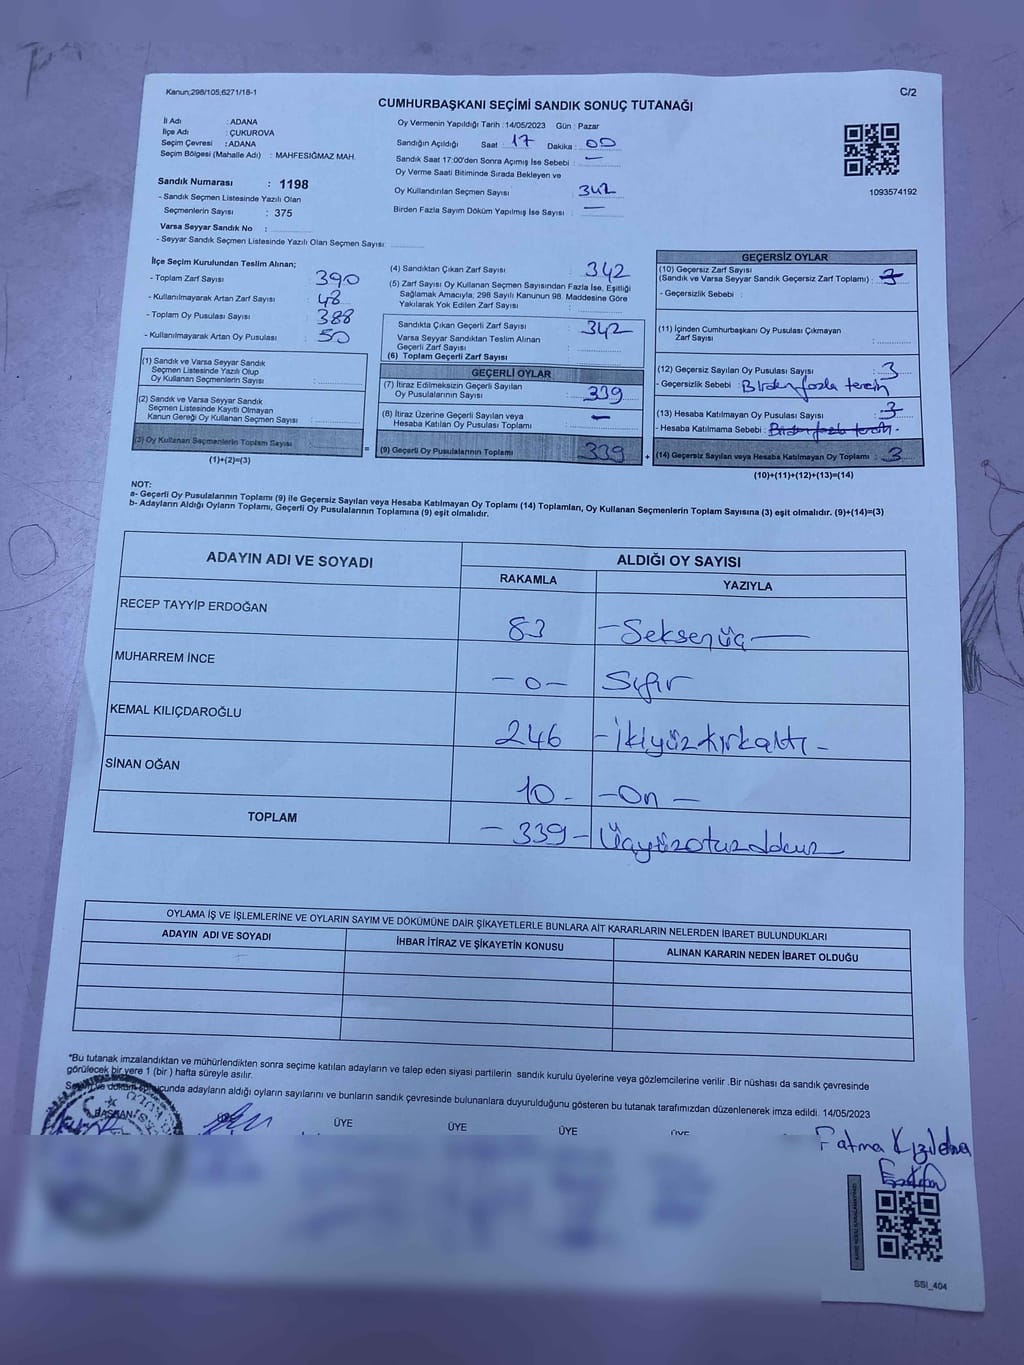 Kanun;298/105,6271/18-1
C/2
CUMHURBAŞKANI SEÇİMİ SANDIK SONUÇ TUTANAĞI
İl Adı : ADANA
İlçe Adı : ÇUKUROVA
Seçim Çevresi : ADANA
Seçim Bölgesi (Mahalle Adı) : MAHFESIĞMAZ MAH.
Sandık Numarası : 1198
- Sandık Seçmen Listesinde Yazılı Olan
Seçmenlerin Sayısı : 375
Varsa Seyyar Sandık No :
- Seyyar Sandık Seçmen Listesinde Yazılı Olan Seçmen Sayısı
Oy Vermenin Yapıldığı Tarih : 14/05/2023 Gün : Pazar
Sandığın Açıldığı Saat : 17 Dakika : 00
Sandık Saat 17:00'den Sonra Açımış İse Sebebi : —
Oy Verme Saati Bitiminde Sırada Bekleyen ve
Oy Kullandırılan Seçmen Sayısı 342
Birden Fazla Sayım Döküm Yapılmış İse Sayısı : —
1093574192
İlçe Seçim Kurulundan Teslim Alınan;
- Toplam Zarf Sayısı : 390
- Kullanılmayarak Artan Zarf Sayısı : 48
- Toplam Oy Pusulası Sayısı : 388
- Kullanılmayarak Artan Oy Pusulası : 50
(1) Sandık ve Varsa Seyyar Sandık
Seçmen Listesinde Yazılı Olup
Oy Kullanan Seçmenlerin Sayısı :
(2) Sandık ve Varsa Seyyar Sandık
Seçmen Listesinde Kayıtlı Olmayan
Kanun Gereği Oy Kullanan Seçmen Sayısı :
(3) Oy Kullanan Seçmenlerin Toplam Sayısı
(1)+(2)=(3)
(4) Sandıktan Çıkan Zarf Sayısı : 342
(5) Zarf Sayısı Oy Kullanan Seçmen Sayısından Fazla İse, Eşitliği
Sağlamak Amacıyla; 298 Sayılı Kanunun 98. Maddesine Göre
Yakılarak Yok Edilen Zarf Sayısı :
Sandıkta Çıkan Geçerli Zarf Sayısı : 342
Varsa Seyyar Sandıktan Teslim Alınan
Geçerli Zarf Sayısı
(6) Toplam Geçerli Zarf Sayısı
GEÇERLİ OYLAR
(7) İtiraz Edilmeksizin Geçerli Sayılan
Oy Pusulalarının Sayısı : 339
(8) İtiraz Üzerine Geçerli Sayılan veya
Hesaba Katılan Oy Pusulası Toplamı : —
(9) Geçerli Oy Pusulalarının Toplamı 339
GEÇERSİZ OYLAR
(10) Geçersiz Zarf Sayısı
(Sandık ve Varsa Seyyar Sandık Geçersiz Zarf Toplamı) : 3
- Geçersizlik Sebebi :
(11) İçinden Cumhurbaşkanı Oy Pusulası Çıkmayan
Zarf Sayısı :
(12) Geçersiz Sayılan Oy Pusulası Sayısı : 3
- Geçersizlik Sebebi : Birden fazla tercih
(13) Hesaba Katılmayan Oy Pusulası Sayısı : 3
- Hesaba Katılmama Sebebi : Birden fazla tercih -
(14) Geçersiz Sayılan veya Hesaba Katılmayan Oy Toplamı : 3
(10)+(11)+(12)+(13)=(14)
NOT:
a- Geçerli Oy Pusulalarının Toplamı (9) ile Geçersiz Sayılan veya Hesaba Katılmayan Oy Toplamı (14) Toplamları, Oy Kullanan Seçmenlerin Toplam Sayısına (3) eşit olmalıdır. (9)+(14)=(3)
b- Adayların Aldığı Oyların Toplamı, Geçerli Oy Pusulalarının Toplamına (9) eşit olmalıdır.
ADAYIN ADI VE SOYADI ALDIĞI OY SAYISI
RAKAMLA YAZIYLA
RECEP TAYYİP ERDOĞAN 83 — Seksenüç —
MUHARREM İNCE — 0 — Sıfır
KEMAL KILIÇDAROĞLU 246 - İkiyüzkırkaltı -
SİNAN OĞAN 10 - — On —
TOPLAM — 339 — Üçyüzotuzdokuz
OYLAMA İŞ VE İŞLEMLERİNE VE OYLARIN SAYIM VE DÖKÜMÜNE DAİR ŞİKAYETLERLE BUNLARA AİT KARARLARIN NELERDEN İBARET BULUNDUKLARI
ADAYIN ADI VE SOYADI İHBAR İTİRAZ VE ŞİKAYETİN KONUSU ALINAN KARARIN NEDEN İBARET OLDUĞU
*Bu tutanak imzalandıktan ve mühürlendikten sonra seçime katılan adayların ve talep eden siyasi partilerin sandık kurulu üyelerine veya gözlemcilerine verilir .Bir nüshası da sandık çevresinde
görülecek bir yere 1 (bir ) hafta süreyle asılır.
adayların aldığı oyların sayılarını ve bunların sandık çevresinde bulunanlara duyurulduğunu gösteren bu tutanak tarafımızdan düzenlenerek imza edildi. 14/05/2023
BAŞKAN ÜYE ÜYE ÜYE ÜYE
Fatma
SSI_404